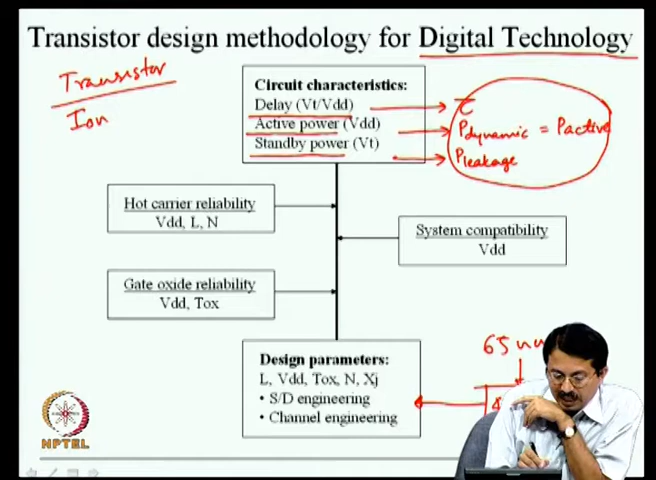 Transistor design methodology for Digital Technology
Transistor
Ion
Circuit characteristics:
Delay (Vt/Vdd)
Active power (Vdd)
Standby power (Vt)
τ
Pdynamic = Pactive
Pleakage
Hot carrier reliability
Vdd, L, N
System compatibility
Vdd
Gate oxide reliability
Vdd, Tox
Design parameters:
L, Vdd, Tox, N, Xj
• S/D engineering
• Channel engineering
65 nm
NPTEL